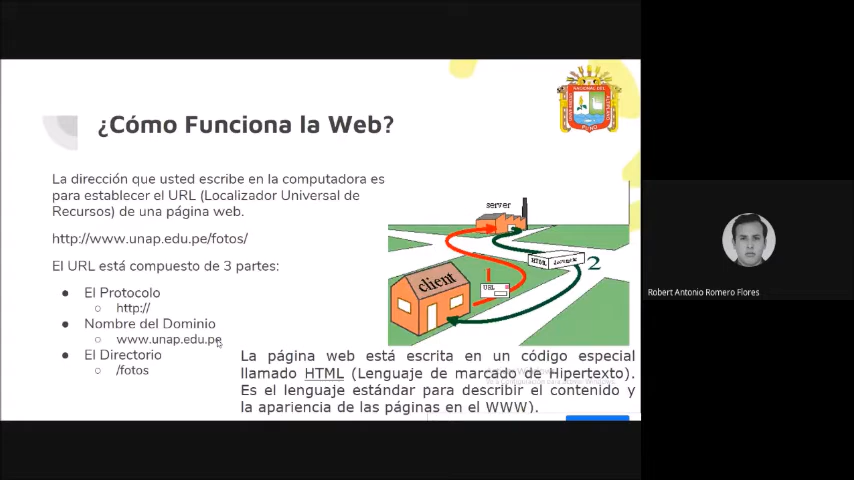 ¿Cómo Funciona la Web?
La dirección que usted escribe en la computadora es
para establecer el URL (Localizador Universal de
Recursos) de una página web.
http://www.unap.edu.pe/fotos/
El URL está compuesto de 3 partes:
● El Protocolo
○ http://
● Nombre del Dominio
○ www.unap.edu.pe
● El Directorio
○ /fotos
server
client
URL
HTML
2
La página web está escrita en un código especial
llamado HTML (Lenguaje de marcado de Hipertexto).
Es el lenguaje estándar para describir el contenido y
la apariencia de las páginas en el WWW).
PUNO
Robert Antonio Romero Flores